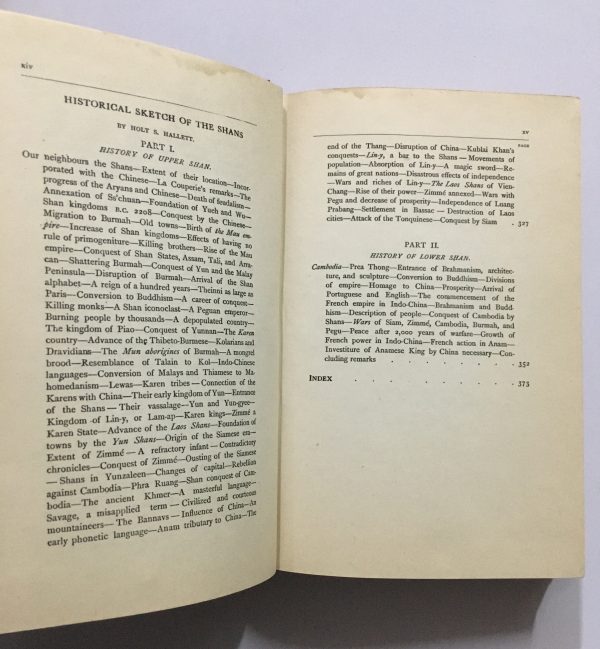 xiv
HISTORICAL SKETCH OF THE SHANS
BY HOLT S. HALLETT.
PART I.
HISTORY OF UPPER SHAN.
Our neighbours the Shans—Extent of their location—Incor-
porated with the Chinese—La Couperie's remarks—The
progress of the Aryans and Chinese—Death of feudalism—
Annexation of Ss'chuan—Foundation of Yueh and Wu—
Shan kingdoms B.C. 2208—Conquest by the Chinese—
Migration to Burmah—Old towns—Birth of the Mau em-
pire—Increase of Shan kingdoms—Effects of having no
rule of primogeniture—Killing brothers—Rise of the Mau
empire—Conquest of Shan States, Assam, Tali, and Arra-
can—Shattering Burmah—Conquest of Yun and the Malay
Peninsula—Disruption of Burmah—Arrival of the Shan
alphabet—A reign of a hundred years—Theinni as large as
Paris—Conversion to Buddhism—A career of conquest—
Killing monks—A Shan iconoclast—A Peguan emperor—
Burning people by thousands—A depopulated country—
The kingdom of Piao—Conquest of Yunnan—The Karen
country—Advance of the Thibeto-Burmese—Kolarians and
Dravidians—The Mun aborigines of Burmah—A mongrel
brood—Resemblance of Talain to Koi—Indo-Chinese
languages—Conversion of Malays and Thiamese to Ma-
homedanism—Lewas—Karen tribes—Connection of the
Karens with China—Their early kingdom of Yun—Entrance
of the Shans—Their vassalage—Yun and Yun-gyee—
Kingdom of Lin-y, or Lam-ap—Karen kings—Zimmé a
Karen State—Advance of the Laos Shans—Foundation of
towns by the Yun Shans—Origin of the Siamese era—
Extent of Zimmé—A refractory infant—Contradictory
chronicles—Conquest of Zimmé—Ousting of the Siamese
—Shans in Yunzaleen—Changes of capital—Rebellion
against Cambodia—Phra Ruang—Shan conquest of Cam-
bodia—The ancient Khmer—A masterful language—
Savage, a misapplied term—Civilized and courteous
mountaineers—The Bannavs—Influence of China—An
early phonetic language—Anam tributary to China—The
xv
PAGE
end of the Thang—Disruption of China—Kublai Khan's
conquests—Lin-y, a bar to the Shans—Movements of
population—Absorption of Lin-y—A magic sword—Re-
mains of great nations—Disastrous effects of independence
—Wars and riches of Lin-y—The Laos Shans of Vien-
Chang—Rise of their power—Zimmé annexed—Wars with
Pegu and decrease of prosperity—Independence of Luang
Prabang—Settlement in Bassac—Destruction of Laos
cities—Attack of the Tonquinese—Conquest by Siam . 327
PART II.
HISTORY OF LOWER SHAN.
Cambodia—Prea Thong—Entrance of Brahmanism, architec-
ture, and sculpture—Conversion to Buddhism—Divisions
of empire—Homage to China—Prosperity—Arrival of
Portuguese and English—The commencement of the
French empire in Indo-China—Brahmanism and Budd-
hism—Description of people—Conquest of Cambodia by
Shans—Wars of Siam, Zimmé, Cambodia, Burmah, and
Pegu—Peace after 2,000 years of warfare—Growth of
French power in Indo-China—French action in Anam—
Investiture of Anamese King by China necessary—Con-
cluding remarks . . . . . . . 352
INDEX . . . . . . . . 373